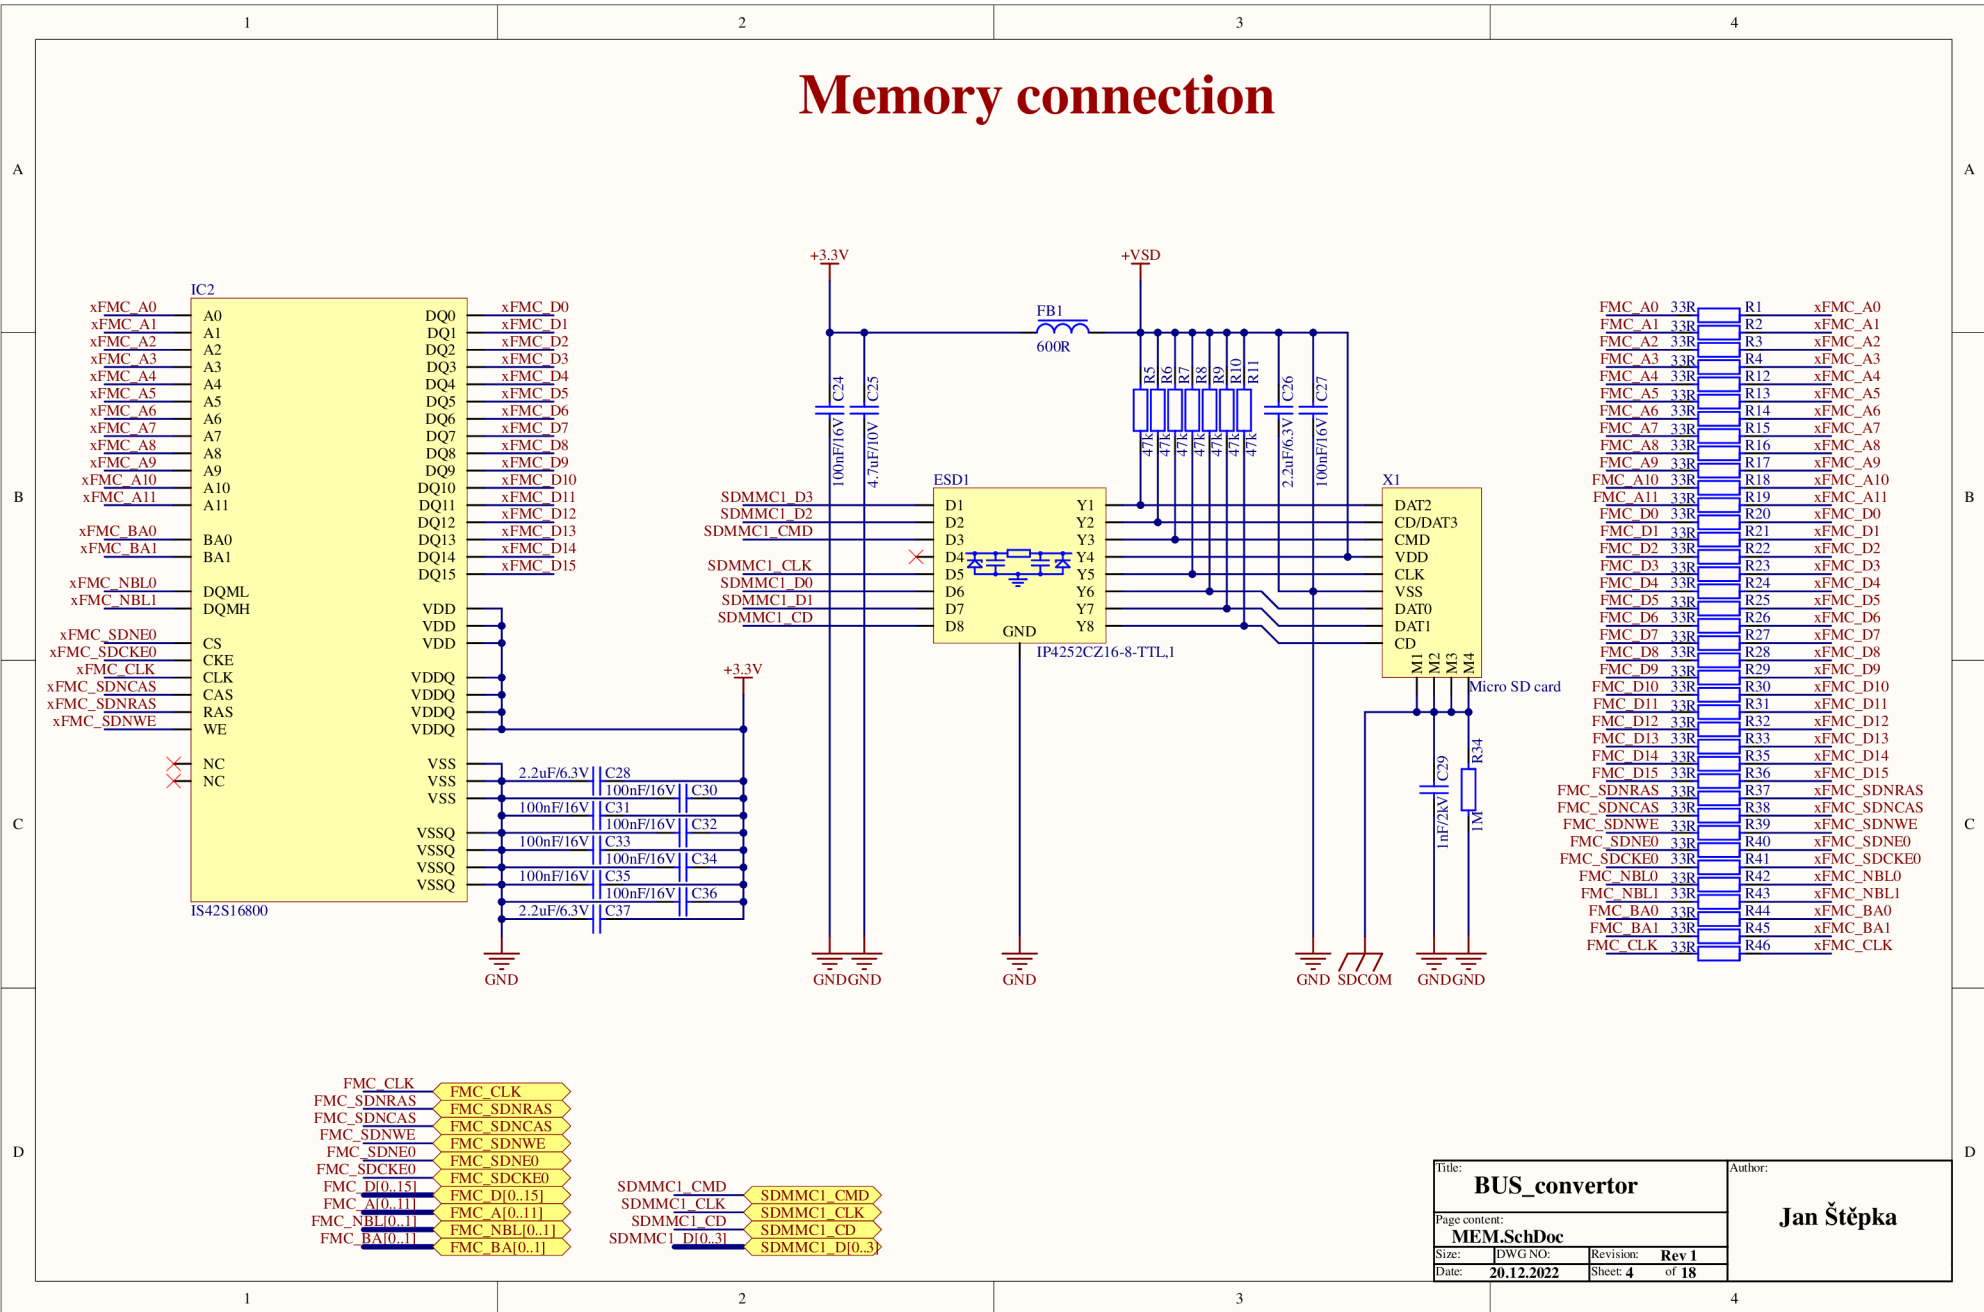 1 2 3 4
Memory connection
A A
B B
C C
D D
IC2
xFMC_A0 A0 DQ0 xFMC_D0
xFMC_A1 A1 DQ1 xFMC_D1
xFMC_A2 A2 DQ2 xFMC_D2
xFMC_A3 A3 DQ3 xFMC_D3
xFMC_A4 A4 DQ4 xFMC_D4
xFMC_A5 A5 DQ5 xFMC_D5
xFMC_A6 A6 DQ6 xFMC_D6
xFMC_A7 A7 DQ7 xFMC_D7
xFMC_A8 A8 DQ8 xFMC_D8
xFMC_A9 A9 DQ9 xFMC_D9
xFMC_A10 A10 DQ10 xFMC_D10
xFMC_A11 A11 DQ11 xFMC_D11
DQ12 xFMC_D12
xFMC_BA0 BA0 DQ13 xFMC_D13
xFMC_BA1 BA1 DQ14 xFMC_D14
DQ15 xFMC_D15
xFMC_NBL0 DQML
xFMC_NBL1 DQMH VDD
VDD
xFMC_SDNE0 CS VDD
xFMC_SDCKE0 CKE
xFMC_CLK CLK VDDQ
xFMC_SDNCAS CAS VDDQ
xFMC_SDNRAS RAS VDDQ
xFMC_SDNWE WE VDDQ
NC VSS
NC VSS
VSS
VSSQ
VSSQ
VSSQ
VSSQ
IS42S16800
+3.3V
2.2uF/6.3V C28
100nF/16V C30
100nF/16V C31
100nF/16V C32
100nF/16V C33
100nF/16V C34
100nF/16V C35
100nF/16V C36
2.2uF/6.3V C37
GND
+3.3V
+VSD
FB1
600R
C24
100nF/16V
C25
4.7uF/10V
R5
47k
R6
47k
R7
47k
R8
47k
R9
47k
R10
47k
R11
47k
C26
2.2uF/6.3V
C27
100nF/16V
ESD1
SDMMC1_D3 D1 Y1
SDMMC1_D2 D2 Y2
SDMMC1_CMD D3 Y3
D4 Y4
SDMMC1_CLK D5 Y5
SDMMC1_D0 D6 Y6
SDMMC1_D1 D7 Y7
SDMMC1_CD D8 Y8
GND
IP4252CZ16-8-TTL,1
X1
DAT2
CD/DAT3
CMD
VDD
CLK
VSS
DAT0
DAT1
CD
M1
M2
M3
M4
Micro SD card
C29
1nF/2kV
R34
1M
GND GND GND GND SDCOM GND GND
FMC_A0 33R R1 xFMC_A0
FMC_A1 33R R2 xFMC_A1
FMC_A2 33R R3 xFMC_A2
FMC_A3 33R R4 xFMC_A3
FMC_A4 33R R12 xFMC_A4
FMC_A5 33R R13 xFMC_A5
FMC_A6 33R R14 xFMC_A6
FMC_A7 33R R15 xFMC_A7
FMC_A8 33R R16 xFMC_A8
FMC_A9 33R R17 xFMC_A9
FMC_A10 33R R18 xFMC_A10
FMC_A11 33R R19 xFMC_A11
FMC_D0 33R R20 xFMC_D0
FMC_D1 33R R21 xFMC_D1
FMC_D2 33R R22 xFMC_D2
FMC_D3 33R R23 xFMC_D3
FMC_D4 33R R24 xFMC_D4
FMC_D5 33R R25 xFMC_D5
FMC_D6 33R R26 xFMC_D6
FMC_D7 33R R27 xFMC_D7
FMC_D8 33R R28 xFMC_D8
FMC_D9 33R R29 xFMC_D9
FMC_D10 33R R30 xFMC_D10
FMC_D11 33R R31 xFMC_D11
FMC_D12 33R R32 xFMC_D12
FMC_D13 33R R33 xFMC_D13
FMC_D14 33R R35 xFMC_D14
FMC_D15 33R R36 xFMC_D15
FMC_SDNRAS 33R R37 xFMC_SDNRAS
FMC_SDNCAS 33R R38 xFMC_SDNCAS
FMC_SDNWE 33R R39 xFMC_SDNWE
FMC_SDNE0 33R R40 xFMC_SDNE0
FMC_SDCKE0 33R R41 xFMC_SDCKE0
FMC_NBL0 33R R42 xFMC_NBL0
FMC_NBL1 33R R43 xFMC_NBL1
FMC_BA0 33R R44 xFMC_BA0
FMC_BA1 33R R45 xFMC_BA1
FMC_CLK 33R R46 xFMC_CLK
FMC_CLK FMC_CLK
FMC_SDNRAS FMC_SDNRAS
FMC_SDNCAS FMC_SDNCAS
FMC_SDNWE FMC_SDNWE
FMC_SDNE0 FMC_SDNE0
FMC_SDCKE0 FMC_SDCKE0
FMC_D[0..15] FMC_D[0..15]
FMC_A[0..11] FMC_A[0..11]
FMC_NBL[0..1] FMC_NBL[0..1]
FMC_BA[0..1] FMC_BA[0..1]
SDMMC1_CMD SDMMC1_CMD
SDMMC1_CLK SDMMC1_CLK
SDMMC1_CD SDMMC1_CD
SDMMC1_D[0..3] SDMMC1_D[0..3]
Title: Author:
BUS_convertor
Jan Štěpka
Page content:
MEM.SchDoc
Size: DWG NO: Revision: Rev 1
Date: 20.12.2022 Sheet: 4 of 18
1 2 3 4